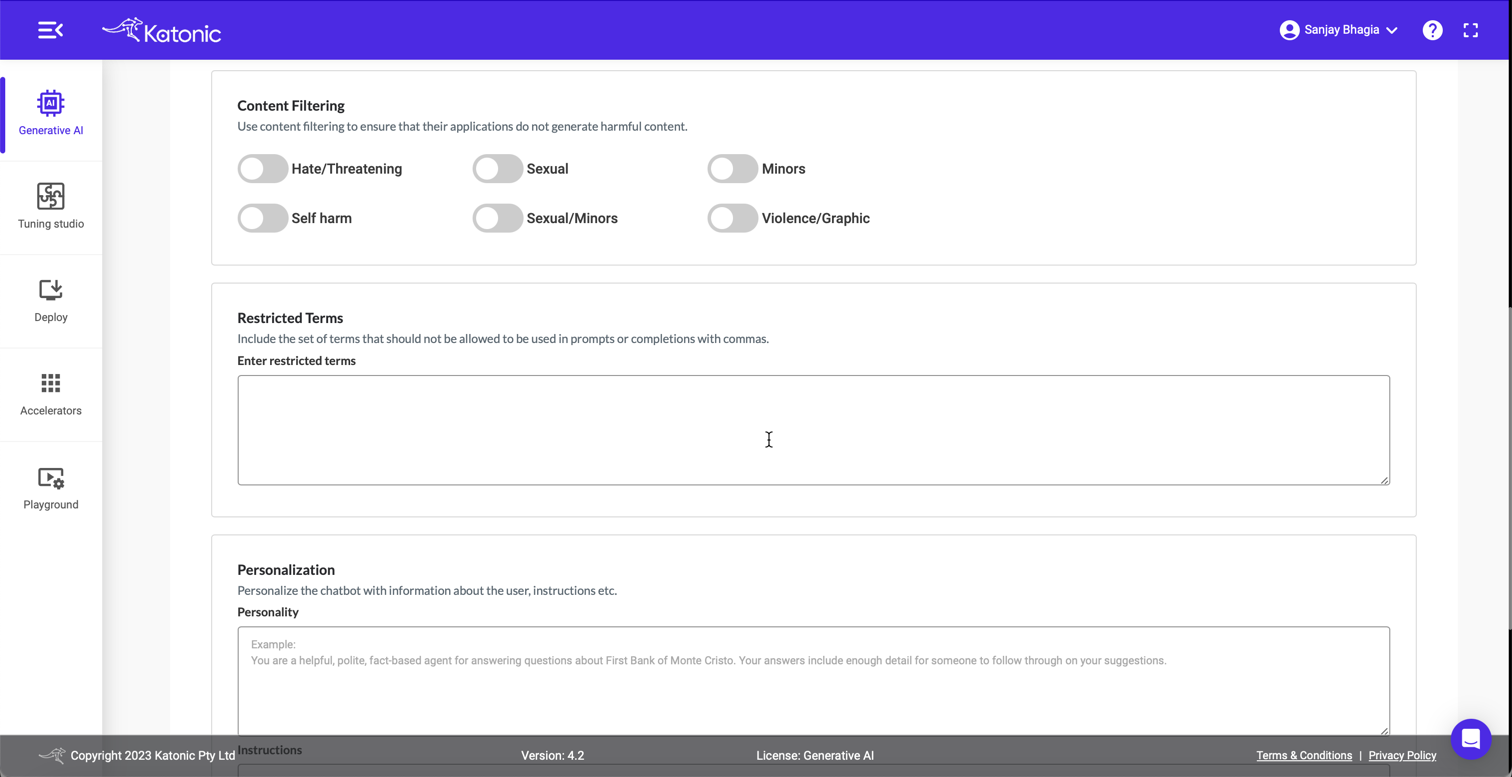 Katonic
Sanjay Bhagia
?
AI
Generative AI
Tuning studio
Deploy
Accelerators
Playground
Content Filtering
Use content filtering to ensure that their applications do not generate harmful content.
Hate/Threatening
Sexual
Minors
Self harm
Sexual/Minors
Violence/Graphic
Restricted Terms
Include the set of terms that should not be allowed to be used in prompts or completions with commas.
Enter restricted terms
Personalization
Personalize the chatbot with information about the user, instructions etc.
Personality
Example:
You are a helpful, polite, fact-based agent for answering questions about First Bank of Monte Cristo. Your answers include enough detail for someone to follow through on your suggestions.
Instructions
Copyright 2023 Katonic Pty Ltd
Version: 4.2
License: Generative AI
Terms & Conditions | Privacy Policy